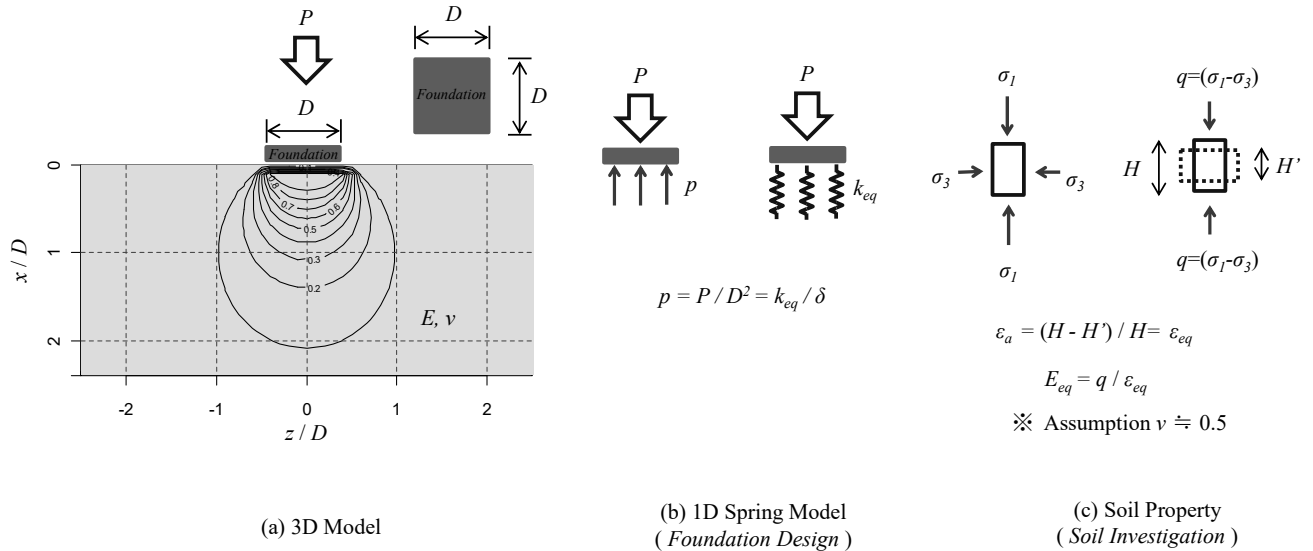 P
D
D
Foundation
D
Foundation
0
1
2
x / D
0.8
0.7
0.6
0.5
0.3
0.2
E, ν
-2
-1
0
1
2
z / D
(a) 3D Model
P
P
p
k_eq
p = P / D² = k_eq / δ
(b) 1D Spring Model
( Foundation Design )
σ₁
σ₃
σ₃
σ₁
q=(σ₁-σ₃)
H
H’
q=(σ₁-σ₃)
ε_a = (H - H’) / H= ε_eq
E_eq = q / ε_eq
※ Assumption ν ≒ 0.5
(c) Soil Property
( Soil Investigation )